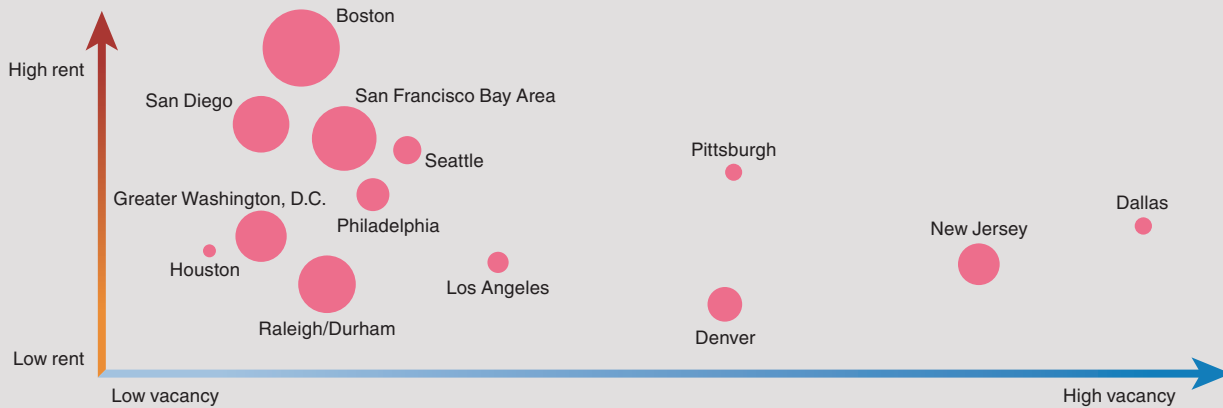 Boston
High rent
San Diego
San Francisco Bay Area
Seattle
Pittsburgh
Greater Washington, D.C.
Philadelphia
Dallas
New Jersey
Houston
Los Angeles
Raleigh/Durham
Denver
Low rent
Low vacancy
High vacancy